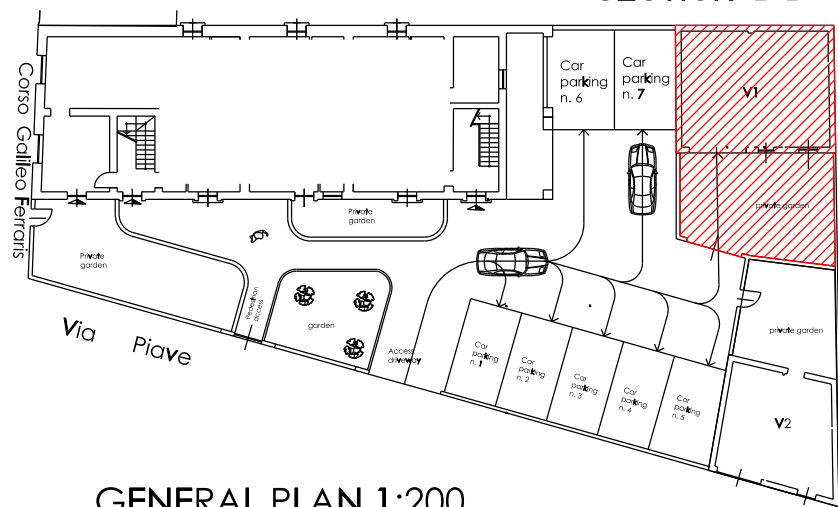 Corso Galileo Ferraris
Car
parking
n. 6
Car
parking
n. 7
V1
private garden
Private
garden
Private
garden
Pedestrian
access
garden
Access
driveway
Via Piave
Car
parking
n. 1
Car
parking
n. 2
Car
parking
n. 3
Car
parking
n. 4
Car
parking
n. 5
private garden
V2
GENERAL PLAN 1:200